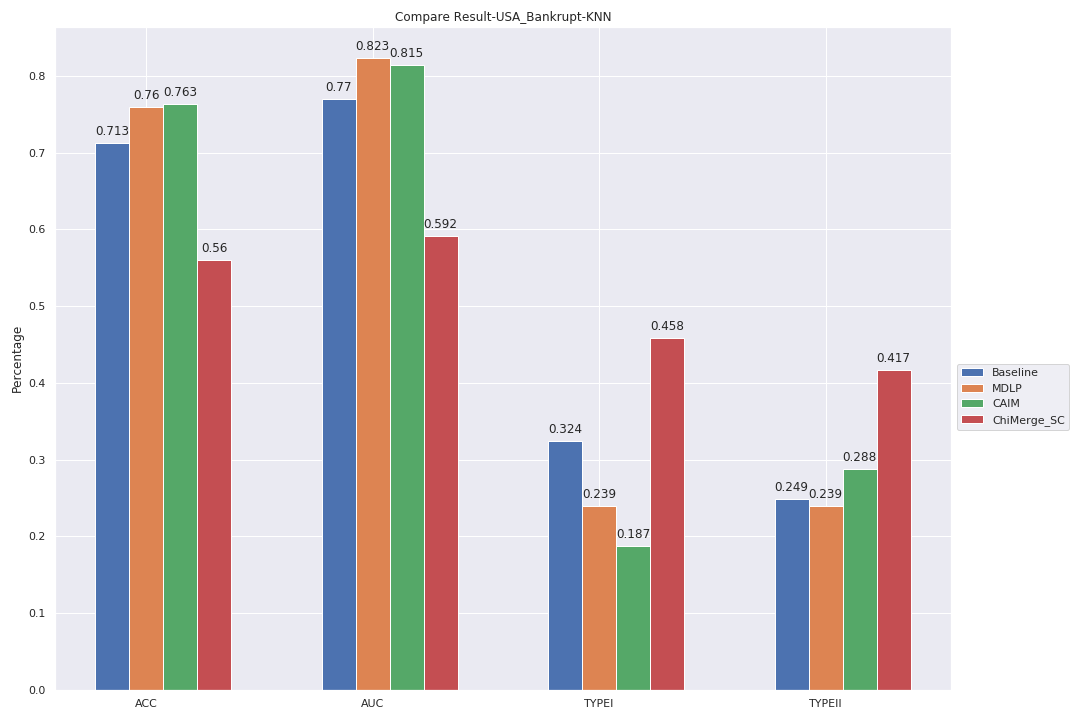 Compare Result-USA_Bankrupt-KNN
Percentage
0.8
0.7
0.6
0.5
0.4
0.3
0.2
0.1
0.0
0.713
0.76
0.763
0.56
0.77
0.823
0.815
0.592
0.324
0.239
0.187
0.458
0.249
0.239
0.288
0.417
ACC
AUC
TYPEI
TYPEII
Baseline
MDLP
CAIM
ChiMerge_SC